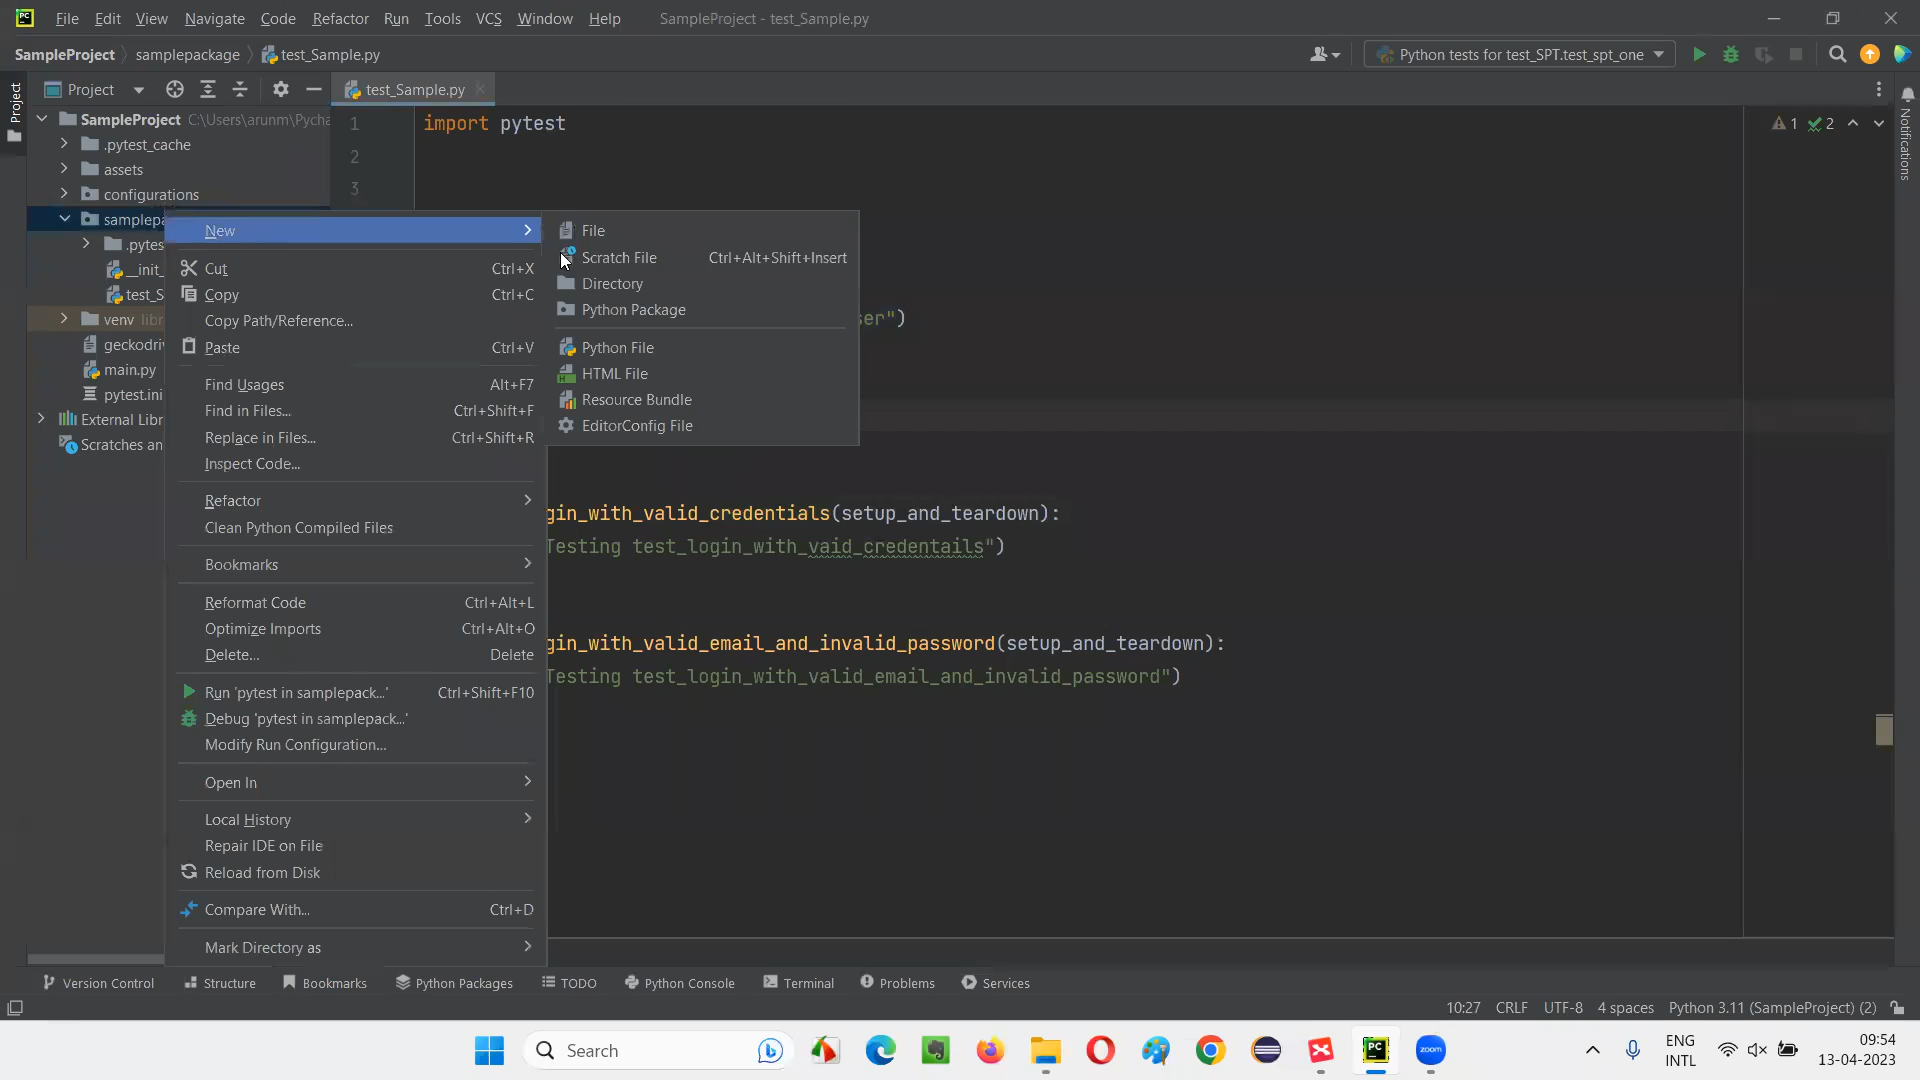 File Edit View Navigate Code Refactor Run Tools VCS Window Help SampleProject - test_Sample.py
SampleProject samplepackage test_Sample.py Python tests for test_SPT.test_spt_one
Project test_Sample.py
Project
Notifications
SampleProject C:\Users\arunm\Pycha
.pytest_cache
assets
configurations
samplepa
.pytes
__init_
test_S
venv libr
geckodri
main.py
pytest.ini
External Libr
Scratches an
1 import pytest
2
3
1 2
ser")
gin_with_valid_credentials(setup_and_teardown):
Testing test_login_with_vaid_credentails")
gin_with_valid_email_and_invalid_password(setup_and_teardown):
Testing test_login_with_valid_email_and_invalid_password")
New
Cut Ctrl+X
Copy Ctrl+C
Copy Path/Reference...
Paste Ctrl+V
Find Usages Alt+F7
Find in Files... Ctrl+Shift+F
Replace in Files... Ctrl+Shift+R
Inspect Code...
Refactor
Clean Python Compiled Files
Bookmarks
Reformat Code Ctrl+Alt+L
Optimize Imports Ctrl+Alt+O
Delete... Delete
Run 'pytest in samplepack...' Ctrl+Shift+F10
Debug 'pytest in samplepack...'
Modify Run Configuration...
Open In
Local History
Repair IDE on File
Reload from Disk
Compare With... Ctrl+D
Mark Directory as
File
Scratch File Ctrl+Alt+Shift+Insert
Directory
Python Package
Python File
HTML File
Resource Bundle
EditorConfig File
Version Control Structure Bookmarks Python Packages TODO Python Console Terminal Problems Services
10:27 CRLF UTF-8 4 spaces Python 3.11 (SampleProject) (2)
Search PC zoom ENG INTL 09:54
13-04-2023